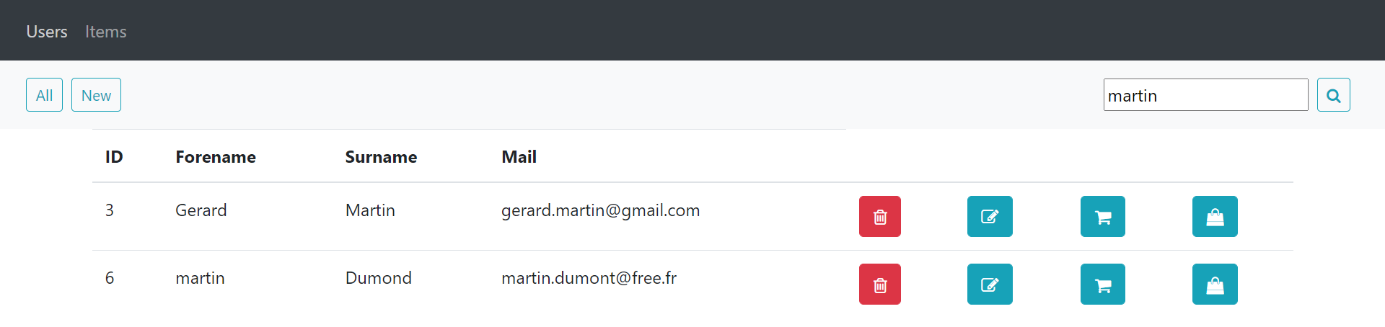 Users Items
All New martin
ID Forename Surname Mail
3 Gerard Martin gerard.martin@gmail.com
6 martin Dumond martin.dumont@free.fr